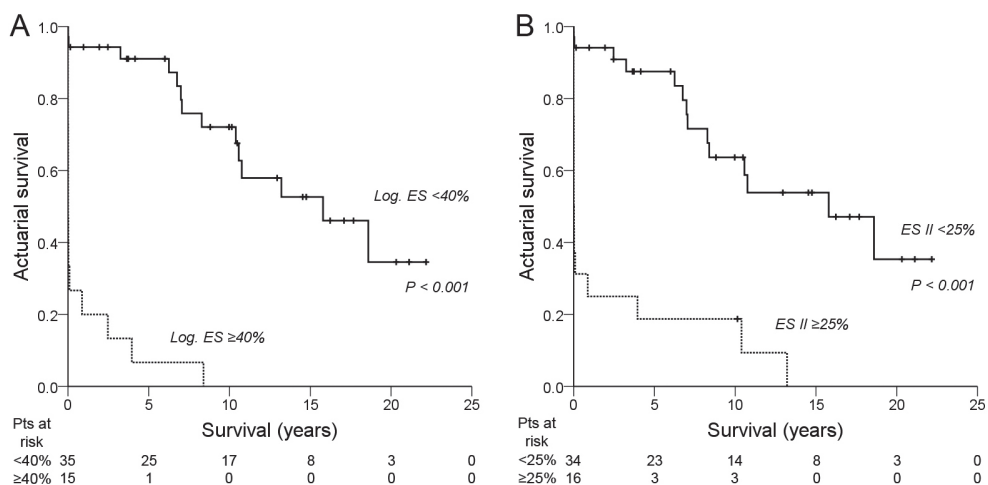 A
Actuarial survival
1.0
0.8
0.6
0.4
0.2
0.0
Log. ES <40%
P < 0.001
Log. ES ≥40%
0 5 10 15 20 25
Survival (years)
Pts at
risk
<40% 35 25 17 8 3 0
≥40% 15 1 0 0 0 0
B
Actuarial survival
1.0
0.8
0.6
0.4
0.2
0.0
ES II <25%
P < 0.001
ES II ≥25%
0 5 10 15 20 25
Survival (years)
Pts at
risk
<25% 34 23 14 8 3 0
≥25% 16 3 3 0 0 0